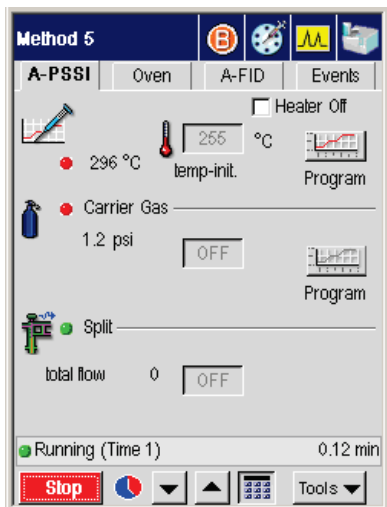 Method 5
B
A-PSSI Oven A-FID Events
Heater Off
255 °C
296 °C temp-init. Program
Carrier Gas
1.2 psi OFF
Program
Split
total flow 0 OFF
Running (Time 1) 0.12 min
Stop Tools